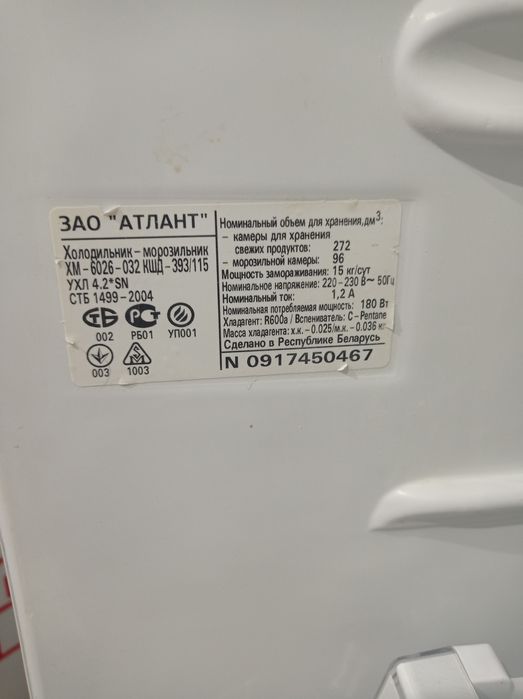 ЗАО "АТЛАНТ"
Холодильник - морозильник
ХМ - 6026 - 032 КШД - 393/115
УХЛ 4.2*SN
СТБ 1499 - 2004
002 РБ01 УП001
003 1003
Номинальный объем для хранения, дм³:
- камеры для хранения
свежих продуктов: 272
- морозильной камеры: 96
Мощность замораживания: 15 кг/сут
Номинальное напряжение: 220 - 230 В~ 50Гц
Номинальный ток: 1,2 А
Номинальная потребляемая мощность: 180 Вт
Хладагент: R600a / Вспениватель: C - Pentane
Масса хладагента: х.к. - 0.025/м.к. - 0.036 кг
Сделано в Республике Беларусь
N 0917450467